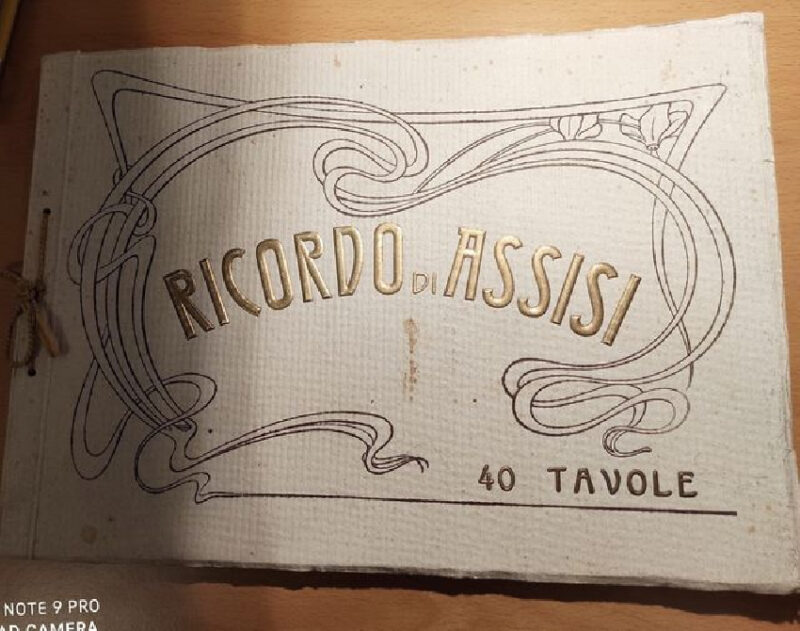 RICORDO DI ASSISI
40 TAVOLE
NOTE 9 PRO
AD CAMERA